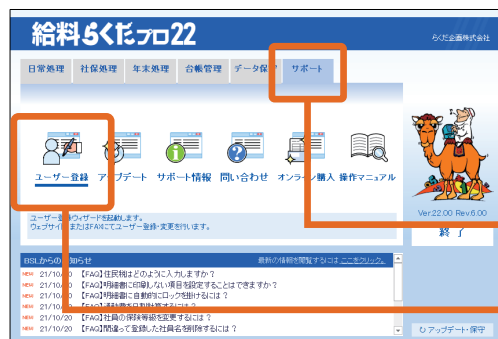 給料らくだプロ22
らくだ企画株式会社
日常処理 社保処理 年末処理 台帳管理 データ保守 サポート
ユーザー登録 アップデート サポート情報 問い合わせ オンライン購入 操作マニュアル
ユーザー登録ウィザードを起動します。
ウェブサイトまたはFAXにてユーザー登録・変更を行います。
Ver.22.00 Rev.6.00
終 了
BSLからのお知らせ 最新の情報を閲覧するには ここをクリック。
NEW 21/10/20 【FAQ】住民税はどのように入力しますか？
NEW 21/10/20 【FAQ】明細書に印刷しない項目を設定することはできますか？
NEW 21/10/20 【FAQ】明細書に自動的にロックを掛けるには？
NEW 21/10/20 【FAQ】
NEW 21/10/20 【FAQ】社員の保険等級を変更するには？
NEW 21/10/20 【FAQ】間違って登録した社員名を削除するには？
アップデート・保守